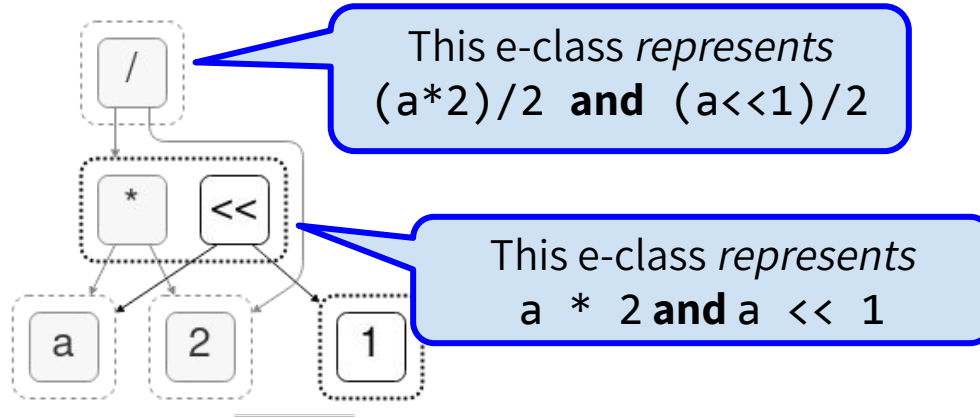 /
This e-class represents
(a*2)/2 and (a<<1)/2
* <<
This e-class represents
a * 2 and a << 1
a 2 1